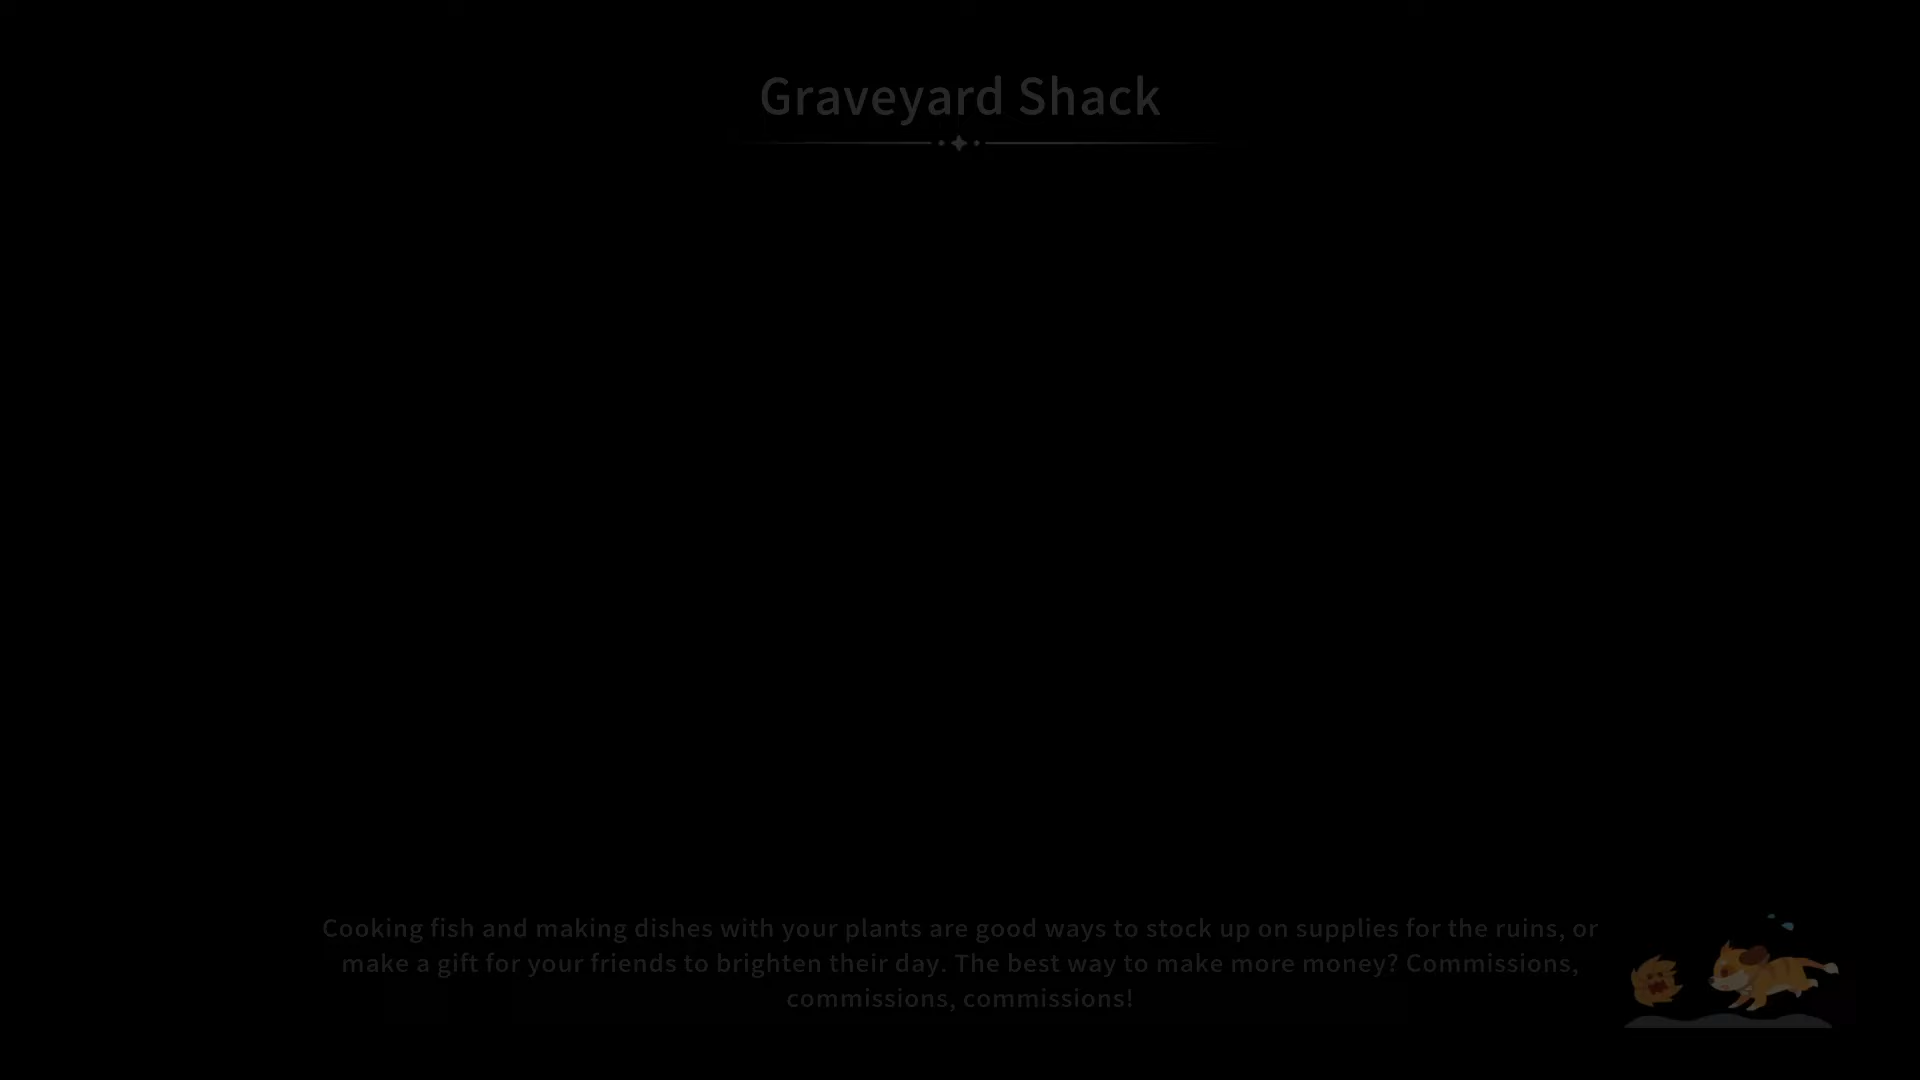 Graveyard Shack
Cooking fish and making dishes with your plants are good ways to stock up on supplies for the ruins, or
make a gift for your friends to brighten their day. The best way to make more money? Commissions,
commissions, commissions!